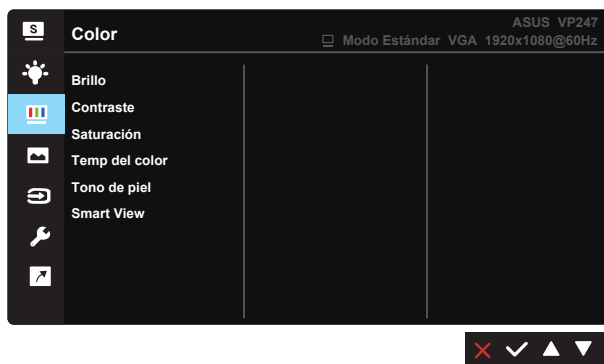 S
Color
ASUS VP247
Modo Estándar VGA 1920x1080@60Hz
Brillo
Contraste
Saturación
Temp del color
Tono de piel
Smart View